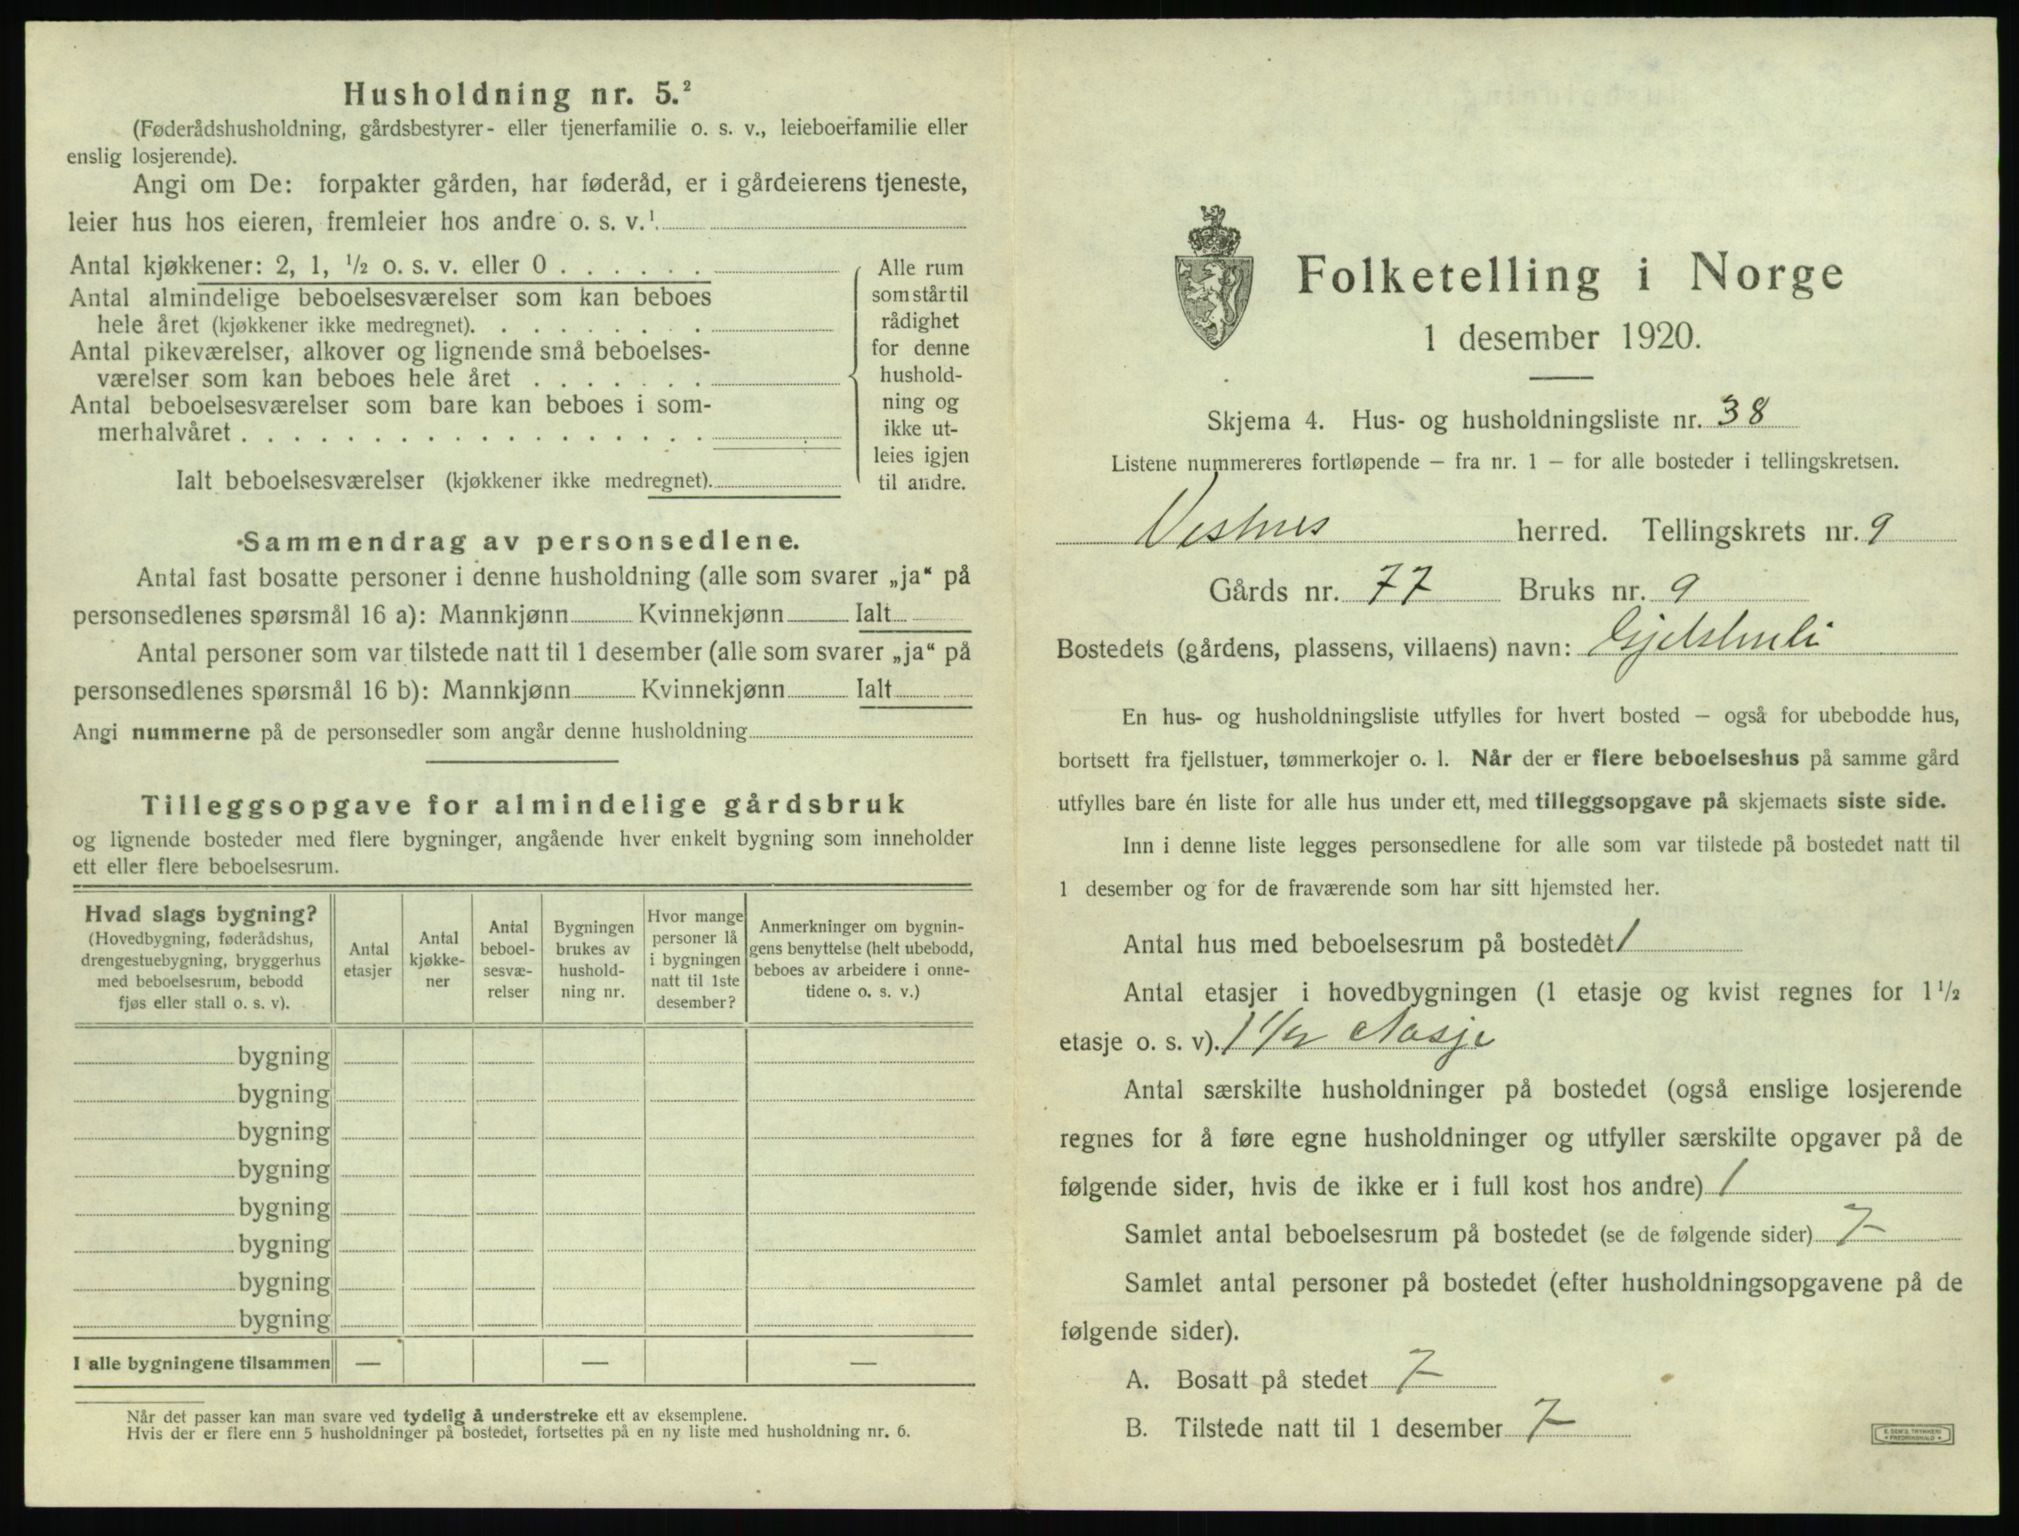 Husholdning nr. 5.²
(Føderådshusholdning, gårdsbestyrer- eller tjenerfamilie o. s. v., leieboerfamilie eller
enslig losjerende).
Angi om De: forpakter gården, har føderåd, er i gårdeierens tjeneste,
leier hus hos eieren, fremleier hos andre o. s. v.¹
Antal kjøkkener: 2, 1, ½ o. s. v. eller 0 . . . . . .
Antal almindelige beboelsesværelser som kan beboes
hele året (kjøkkener ikke medregnet). . . . . . . . .
Antal pikeværelser, alkover og lignende små beboelses-
værelser som kan beboes hele året . . . . . . .
Antal beboelsesværelser som bare kan beboes i som-
merhalvåret . . . . . . . . . . . . . . . . . .
Ialt beboelsesværelser (kjøkkener ikke medregnet).
Alle rum
som står til
rådighet
for denne
hushold-
ning og
ikke ut-
leies igjen
til andre.
Sammendrag av personsedlene.
Antal fast bosatte personer i denne husholdning (alle som svarer „ja“ på
personsedlenes spørsmål 16 a): Mannkjønn Kvinnekjønn Ialt
Antal personer som var tilstede natt til 1 desember (alle som svarer „ja“ på
personsedlenes spørsmål 16 b): Mannkjønn Kvinnekjønn Ialt
Angi nummerne på de personsedler som angår denne husholdning
Tilleggsopgave for almindelige gårdsbruk
og lignende bosteder med flere bygninger, angående hver enkelt bygning som inneholder
ett eller flere beboelsesrum.
Hvad slags bygning?
(Hovedbygning, føderådshus,
drengestuebygning, bryggerhus
med beboelsesrum, bebodd
fjøs eller stall o. s. v).
Antal
etasjer
Antal
kjøkke-
ner
Antal
beboel-
sesvæ-
relser
Bygningen
brukes av
hushold-
ning nr.
Hvor mange
personer lå
i bygningen
natt til 1ste
desember?
Anmerkninger om bygnin-
gens benyttelse (helt ubebodd,
beboes av arbeidere i onne-
tidene o. s. v.)
bygning
bygning
bygning
bygning
bygning
bygning
bygning
bygning
I alle bygningene tilsammen — — —
Når det passer kan man svare ved tydelig å understreke ett av eksemplene.
Hvis der er flere enn 5 husholdninger på bostedet, fortsettes på en ny liste med husholdning nr. 6.
Folketelling i Norge
1 desember 1920.
Skjema 4. Hus- og husholdningsliste nr. 38
Listene nummereres fortløpende – fra nr. 1 – for alle bosteder i tellingskretsen.
Vestnes herred. Tellingskrets nr. 9
Gårds nr. 77 Bruks nr. 9
Bostedets (gårdens, plassens, villaens) navn: Gjelstenli
En hus- og husholdningsliste utfylles for hvert bosted – også for ubebodde hus,
bortsett fra fjellstuer, tømmerkojer o. l. Når der er flere beboelseshus på samme gård
utfylles bare én liste for alle hus under ett, med tilleggsopgave på skjemaets siste side.
Inn i denne liste legges personsedlene for alle som var tilstede på bostedet natt til
1 desember og for de fraværende som har sitt hjemsted her.
Antal hus med beboelsesrum på bostedet 1
Antal etasjer i hovedbygningen (1 etasje og kvist regnes for 1 ½
etasje o. s. v). 1 1/2 etasje
Antal særskilte husholdninger på bostedet (også enslige losjerende
regnes for å føre egne husholdninger og utfyller særskilte opgaver på de
følgende sider, hvis de ikke er i full kost hos andre) 1
Samlet antal beboelsesrum på bostedet (se de følgende sider) 7
Samlet antal personer på bostedet (efter husholdningsopgavene på de
følgende sider).
A. Bosatt på stedet 7
B. Tilstede natt til 1 desember 7
E. SEM'S TRYKKERI
FREDRIKSHALD